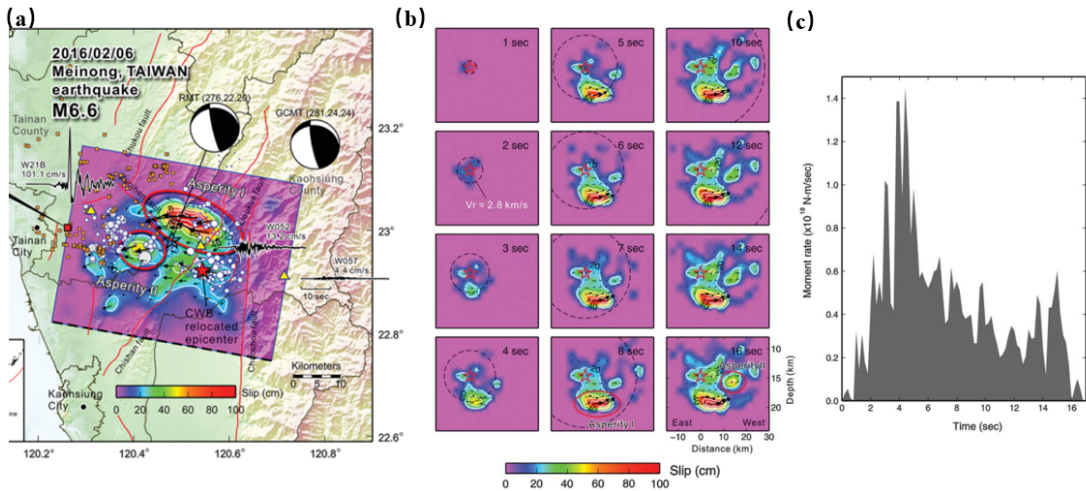 (a)
2016/02/06
Meinong, TAIWAN
earthquake
M6.6
RMT (276,22,20)
GCMT (281,24,24)
Tainan
County
Chukou fault
23.2°
W21B
101.1 cm/s
Kaohsiung
County
Asperity I
Tainan
City
23°
W057
4.4 cm/s
10 sec
Asperity II
CWB
relocated
epicenter
Chishan fault
22.8°
Kilometers
0 5 10
Kaohsiung
City
Slip (cm)
0 20 40 60 80 100
22.6°
120.2° 120.4° 120.6° 120.8°
(b)
1 sec
5 sec
10 sec
2 sec
6 sec
12 sec
Vr = 2.8 km/s
3 sec
7 sec
14 sec
4 sec
8 sec
16 sec
Asperity I
Asperity II
10
15
20
Depth (km)
East West
−10 0 10 20 30
Distance (km)
Slip (cm)
0 20 40 60 80 100
(c)
Moment rate (x10¹⁸ N-m/sec)
1.4
1.2
1.0
0.8
0.6
0.4
0.2
0.0
0 2 4 6 8 10 12 14 16
Time (sec)